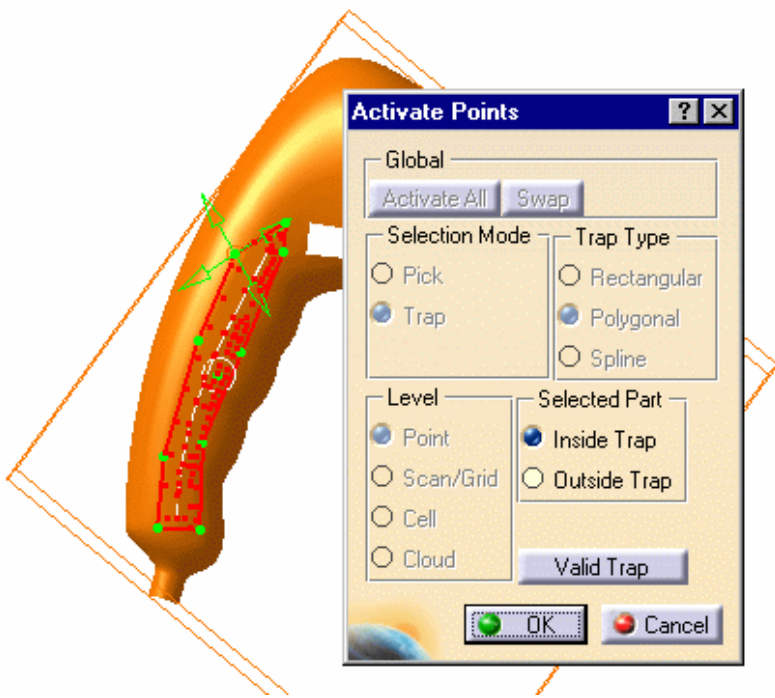 Activate Points
Global
Activate All Swap
Selection Mode Trap Type
Pick Rectangular
Trap Polygonal
Spline
Level Selected Part
Point Inside Trap
Scan/Grid Outside Trap
Cell
Cloud Valid Trap
OK Cancel